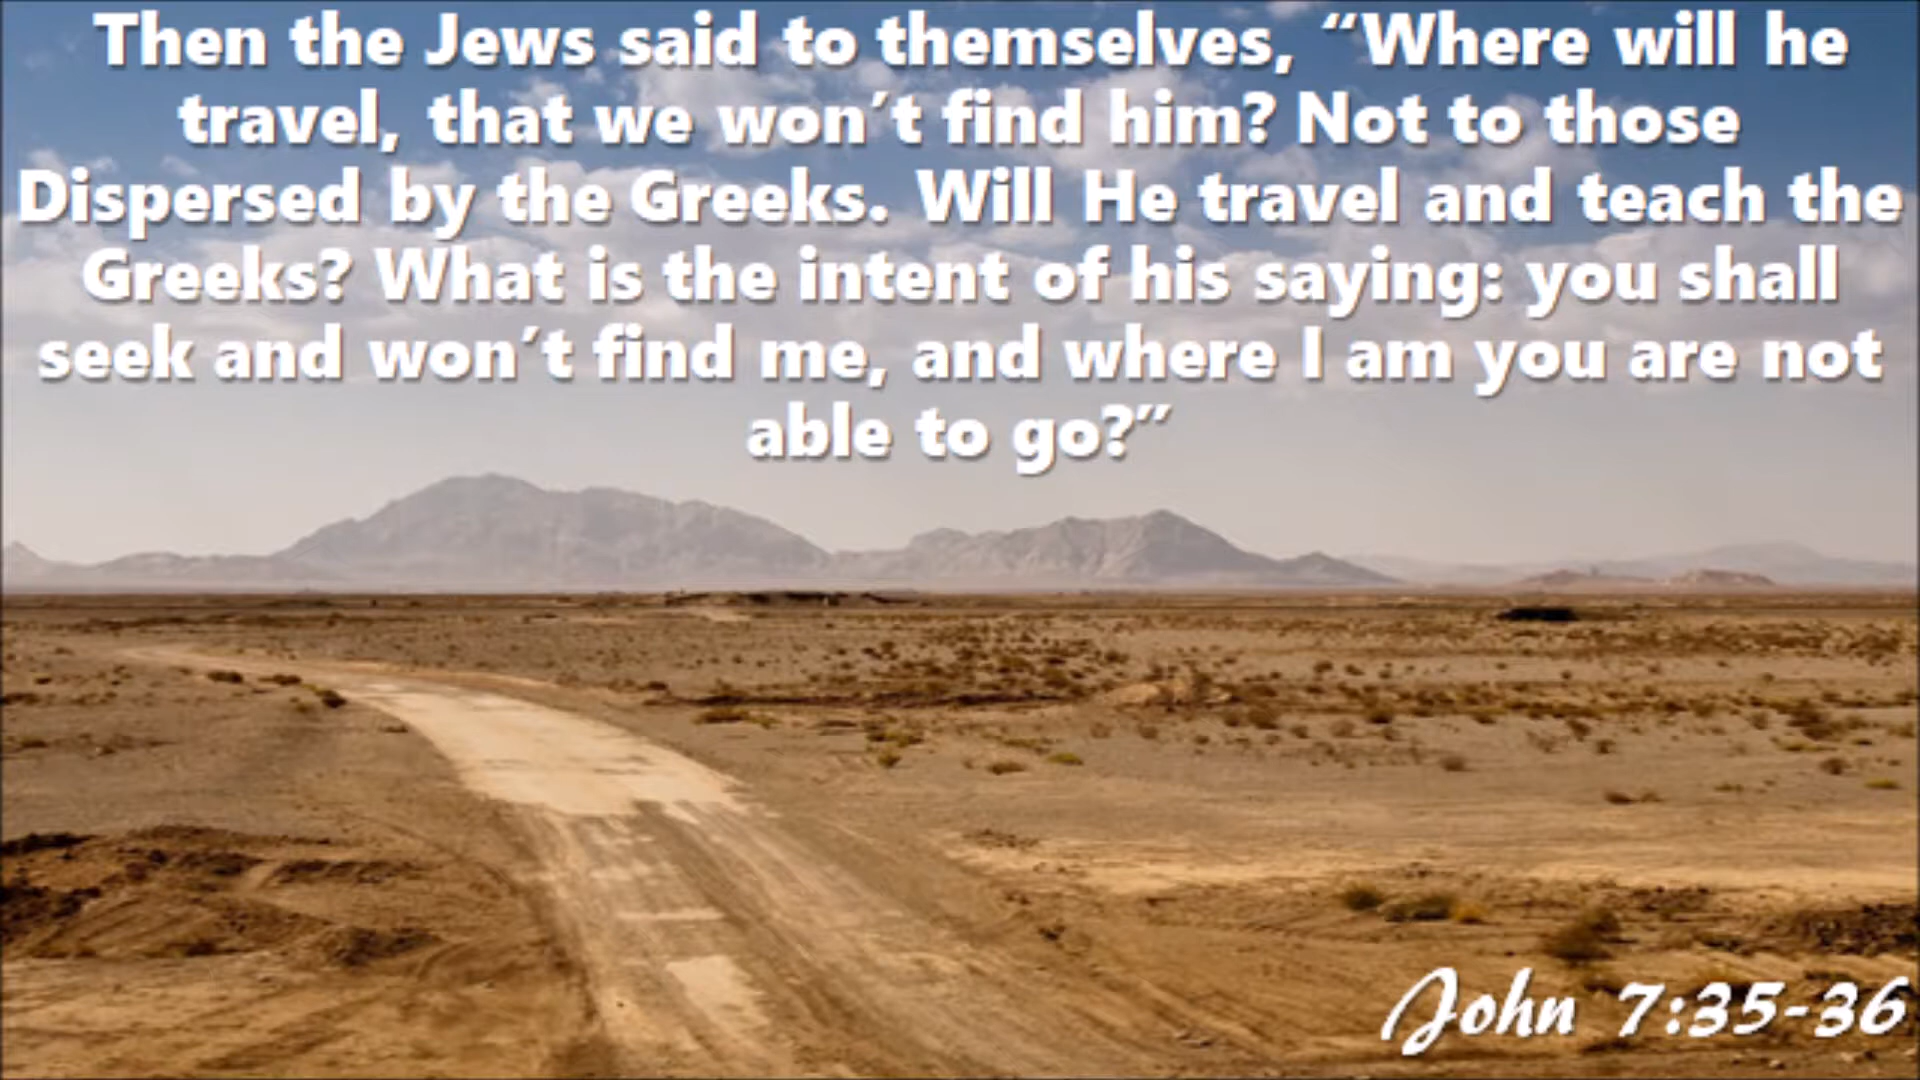 Then the Jews said to themselves, “Where will he
travel, that we won´t find him? Not to those
Dispersed by the Greeks. Will He travel and teach the
Greeks? What is the intent of his saying: you shall
seek and won´t find me, and where I am you are not
able to go?”
John 7:35-36